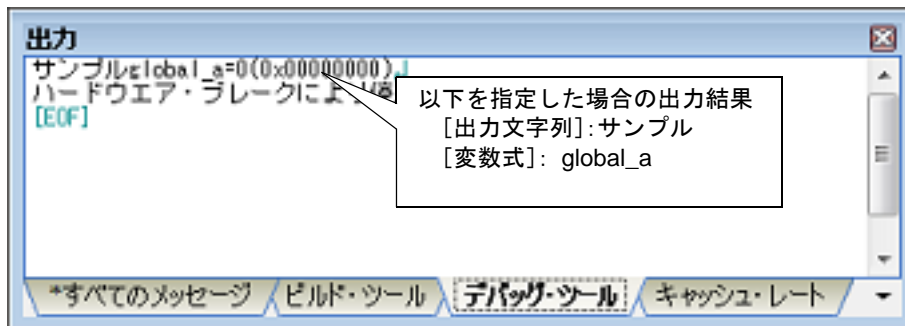 出力
サンプルglobal_a=0(0x00000000)↓
ハードウエア・ブレークにより
[EOF]
以下を指定した場合の出力結果
[出力文字列]:サンプル
[変数式]: global_a
*すべてのメッセージ ビルド・ツール デバッグ・ツール キャッシュ・レート